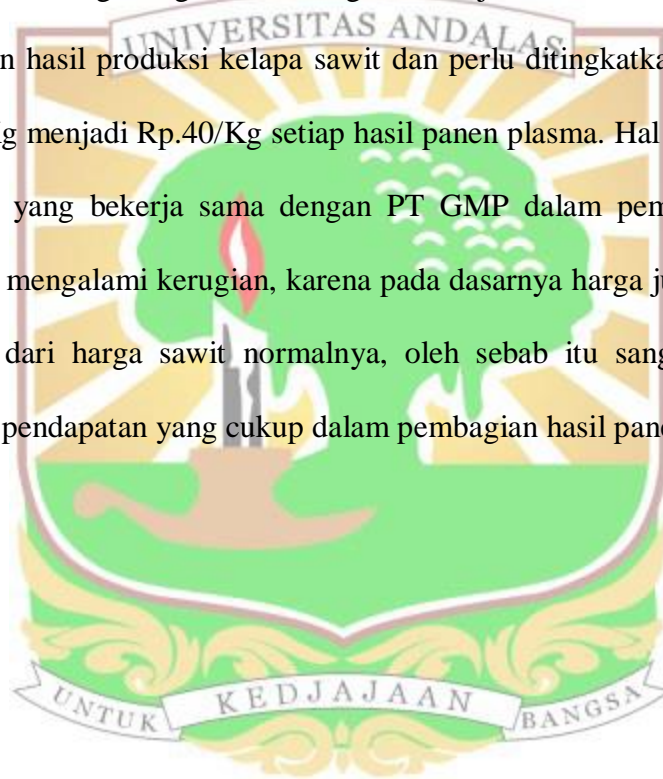 UNIVERSITAS ANDALAS
n hasil produksi kelapa sawit dan perlu ditingkatka
g menjadi Rp.40/Kg setiap hasil panen plasma. Hal
yang bekerja sama dengan PT GMP dalam pem
mengalami kerugian, karena pada dasarnya harga ju
dari harga sawit normalnya, oleh sebab itu sang
pendapatan yang cukup dalam pembagian hasil pane
UNTUK KEDJAJAAN BANGSA